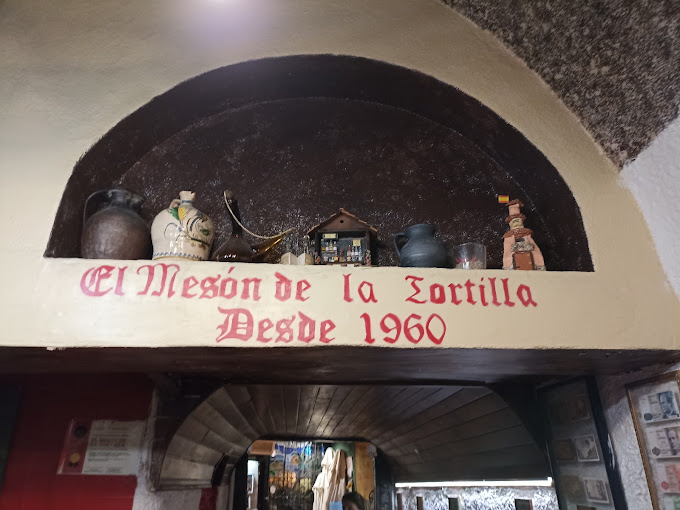 El Mesón de la Tortilla
Desde 1960